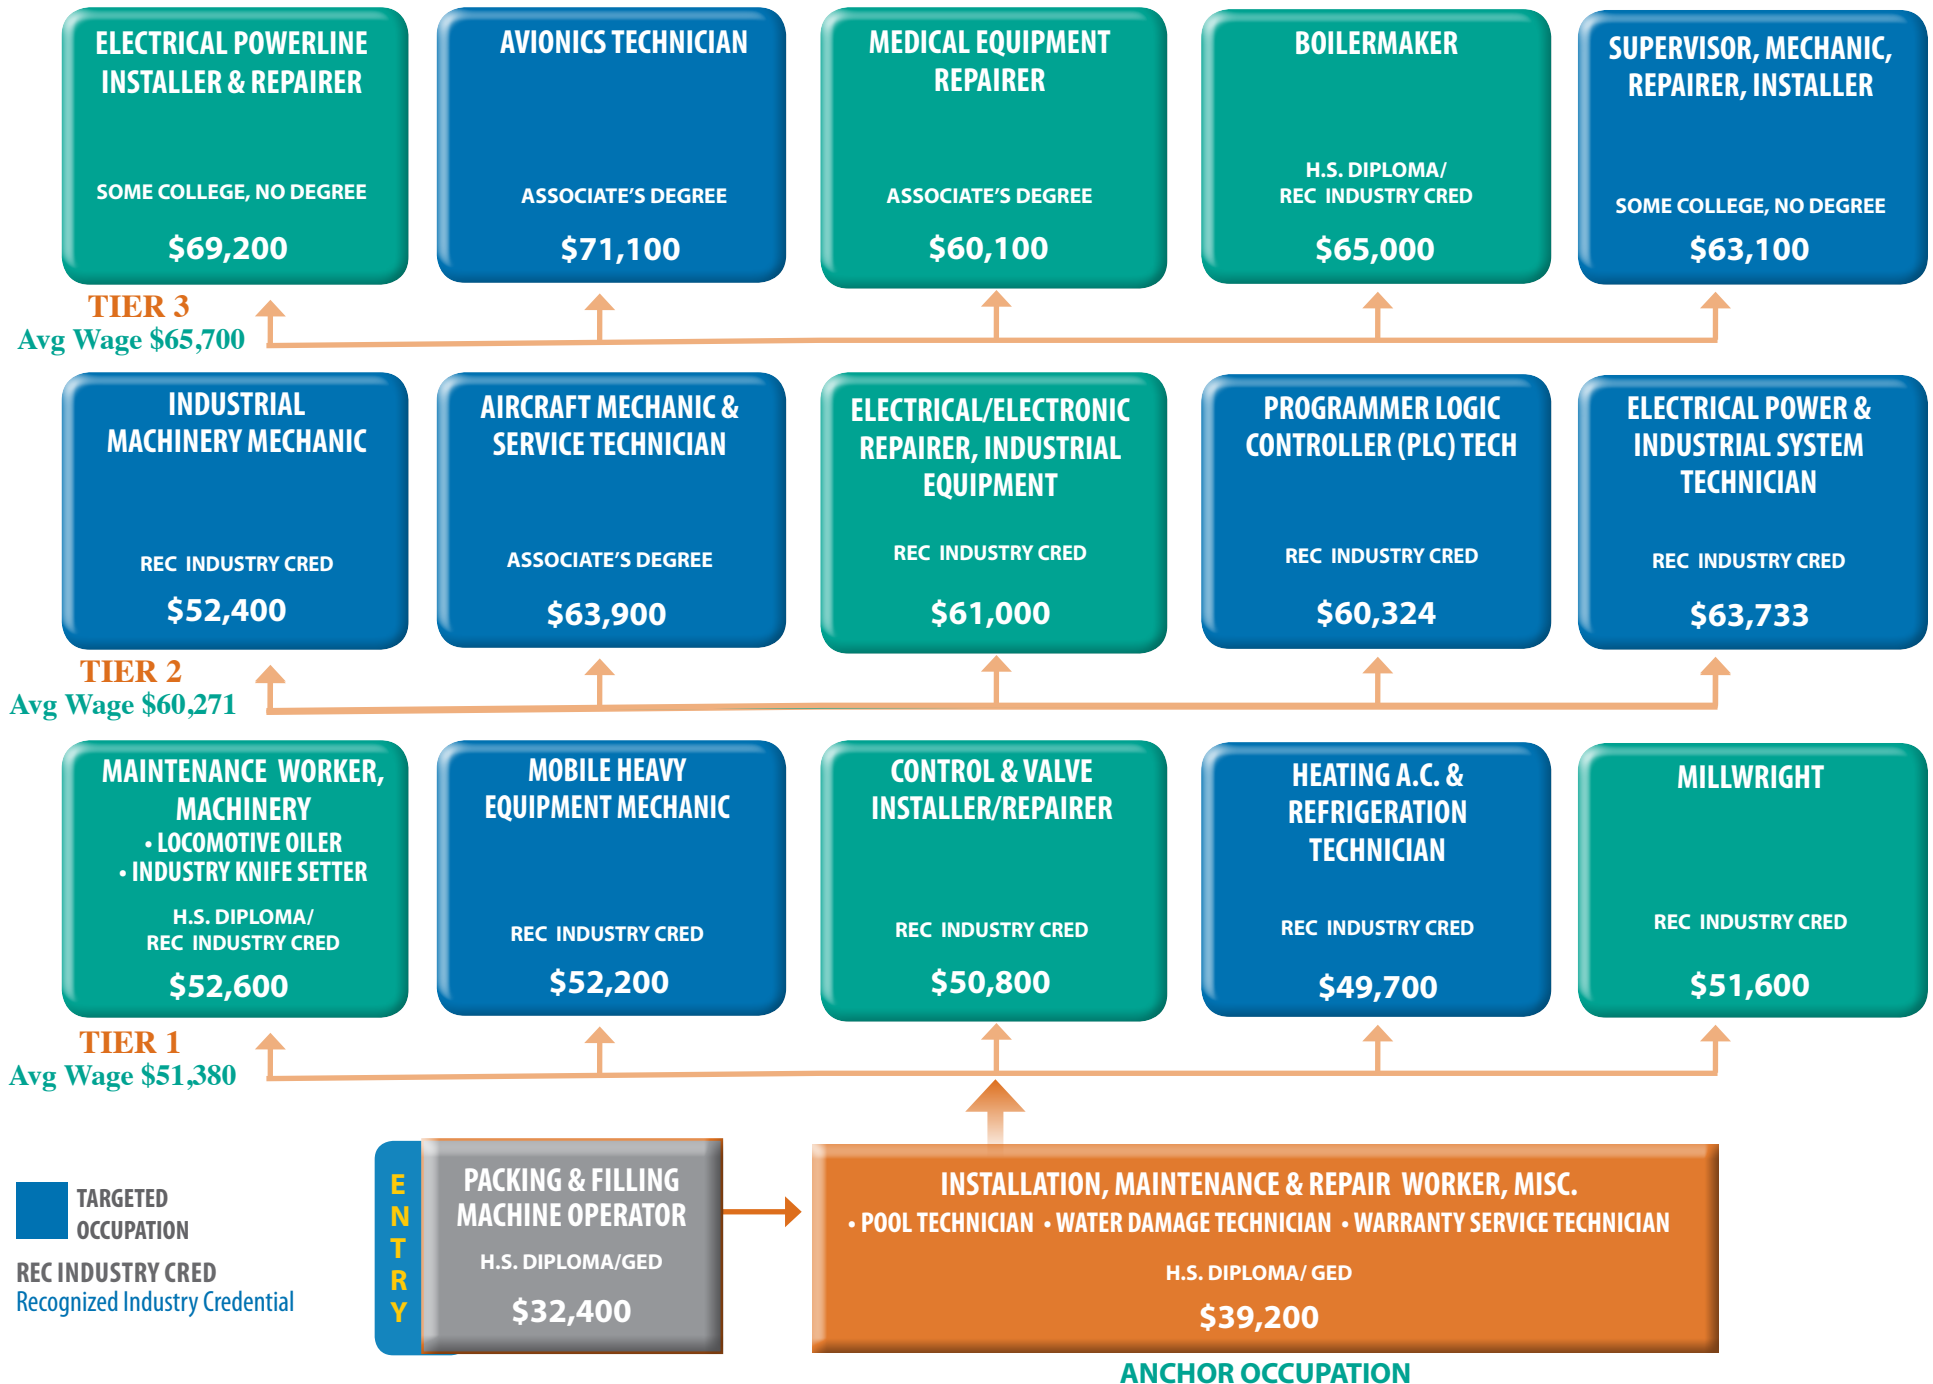 ELECTRICAL POWERLINE
INSTALLER & REPAIRER
SOME COLLEGE, NO DEGREE
$69,200
AVIONICS TECHNICIAN
ASSOCIATE'S DEGREE
$71,100
MEDICAL EQUIPMENT
REPAIRER
ASSOCIATE'S DEGREE
$60,100
BOILERMAKER
H.S. DIPLOMA/
REC INDUSTRY CRED
$65,000
SUPERVISOR, MECHANIC,
REPAIRER, INSTALLER
SOME COLLEGE, NO DEGREE
$63,100
TIER 3
Avg Wage $65,700
INDUSTRIAL
MACHINERY MECHANIC
REC INDUSTRY CRED
$52,400
AIRCRAFT MECHANIC &
SERVICE TECHNICIAN
ASSOCIATE'S DEGREE
$63,900
ELECTRICAL/ELECTRONIC
REPAIRER, INDUSTRIAL
EQUIPMENT
REC INDUSTRY CRED
$61,000
PROGRAMMER LOGIC
CONTROLLER (PLC) TECH
REC INDUSTRY CRED
$60,324
ELECTRICAL POWER &
INDUSTRIAL SYSTEM
TECHNICIAN
REC INDUSTRY CRED
$63,733
TIER 2
Avg Wage $60,271
MAINTENANCE WORKER,
MACHINERY
• LOCOMOTIVE OILER
• INDUSTRY KNIFE SETTER
H.S. DIPLOMA/
REC INDUSTRY CRED
$52,600
MOBILE HEAVY
EQUIPMENT MECHANIC
REC INDUSTRY CRED
$52,200
CONTROL & VALVE
INSTALLER/REPAIRER
REC INDUSTRY CRED
$50,800
HEATING A.C. &
REFRIGERATION
TECHNICIAN
REC INDUSTRY CRED
$49,700
MILLWRIGHT
REC INDUSTRY CRED
$51,600
TIER 1
Avg Wage $51,380
TARGETED
OCCUPATION
REC INDUSTRY CRED
Recognized Industry Credential
ENTRY
PACKING & FILLING
MACHINE OPERATOR
H.S. DIPLOMA/GED
$32,400
INSTALLATION, MAINTENANCE & REPAIR WORKER, MISC.
• POOL TECHNICIAN • WATER DAMAGE TECHNICIAN • WARRANTY SERVICE TECHNICIAN
H.S. DIPLOMA/ GED
$39,200
ANCHOR OCCUPATION